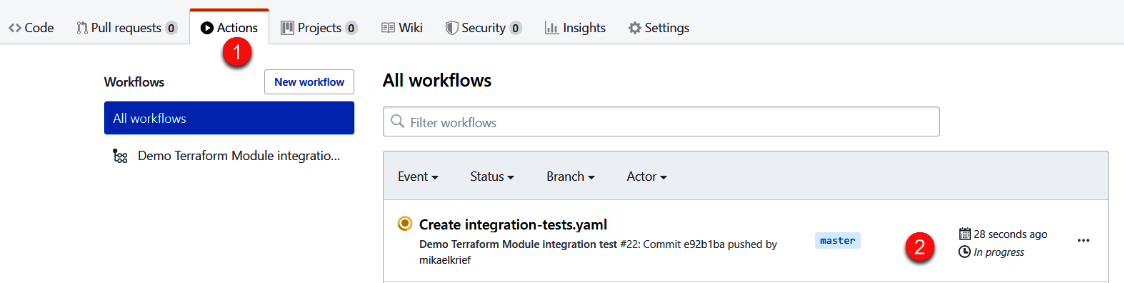 <> Code Pull requests 0 Actions Projects 0 Wiki Security 0 Insights Settings
1
Workflows New workflow All workflows
All workflows
Filter workflows
Demo Terraform Module integratio...
Event Status Branch Actor
Create integration-tests.yaml
Demo Terraform Module integration test #22: Commit e92b1ba pushed by
mikaelkrief
master
2
28 seconds ago
In progress
...